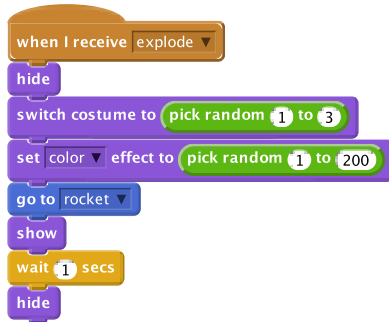 when I receive explode
hide
switch costume to pick random 1 to 3
set color effect to pick random 1 to 200
go to rocket
show
wait 1 secs
hide